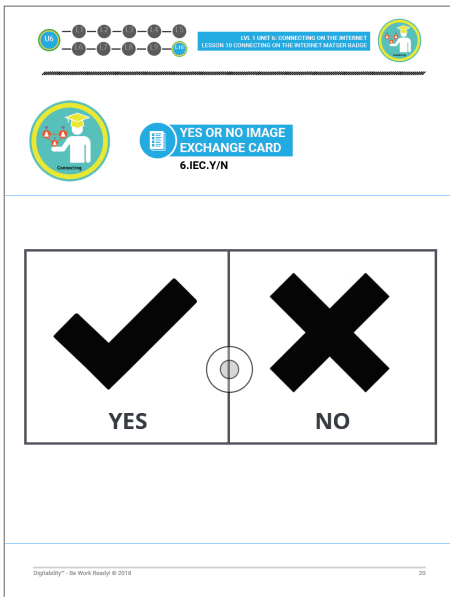 U6
L1 L2 L3 L4 L5
L6 L7 L8 L9 L10
LVL 1 UNIT 6: CONNECTING ON THE INTERNET
LESSON 10 CONNECTING ON THE INTERNET MATSER BADGE
Connecting
Connecting
YES OR NO IMAGE
EXCHANGE CARD
6.IEC.Y/N
YES NO
Digitability™ - Be Work Ready! © 2018 20